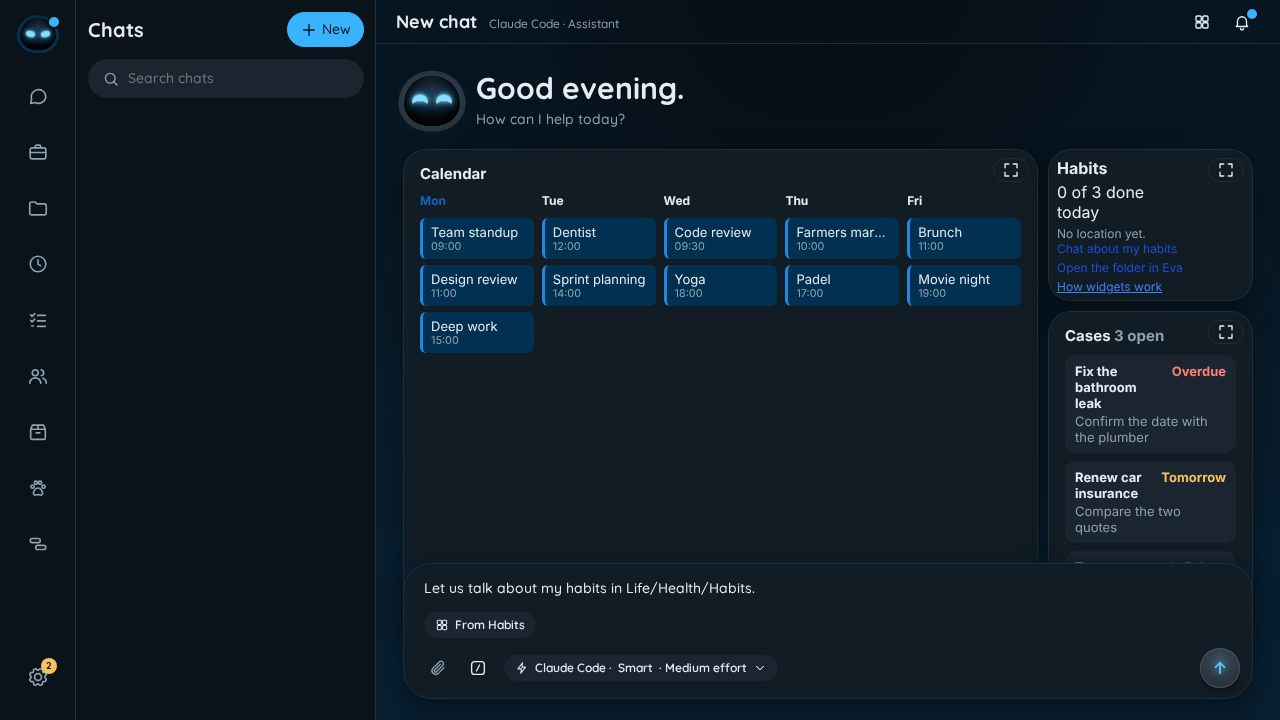 Chats
New
Search chats
2
New chat
Claude Code · Assistant
Good evening.
How can I help today?
Calendar
Mon
Tue
Wed
Thu
Fri
Team standup
09:00
Dentist
12:00
Code review
09:30
Farmers mar...
10:00
Brunch
11:00
Design review
11:00
Sprint planning
14:00
Yoga
18:00
Padel
17:00
Movie night
19:00
Deep work
15:00
Habits
0 of 3 done
today
No location yet.
Chat about my habits
Open the folder in Eva
How widgets work
Cases 3 open
Fix the
bathroom
leak
Overdue
Confirm the date with
the plumber
Renew car
insurance
Tomorrow
Compare the two
quotes
Let us talk about my habits in Life/Health/Habits.
From Habits
Claude Code · Smart · Medium effort